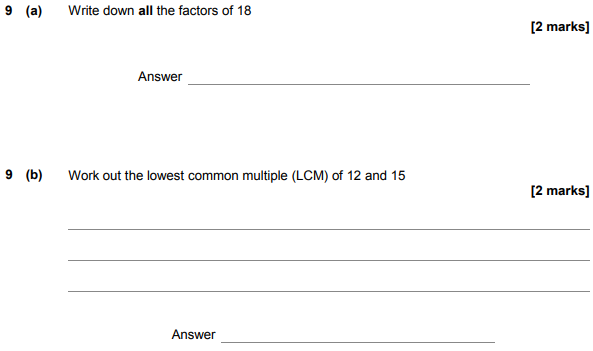 9 (a) Write down all the factors of 18
[2 marks]
Answer
9 (b) Work out the lowest common multiple (LCM) of 12 and 15
[2 marks]
Answer